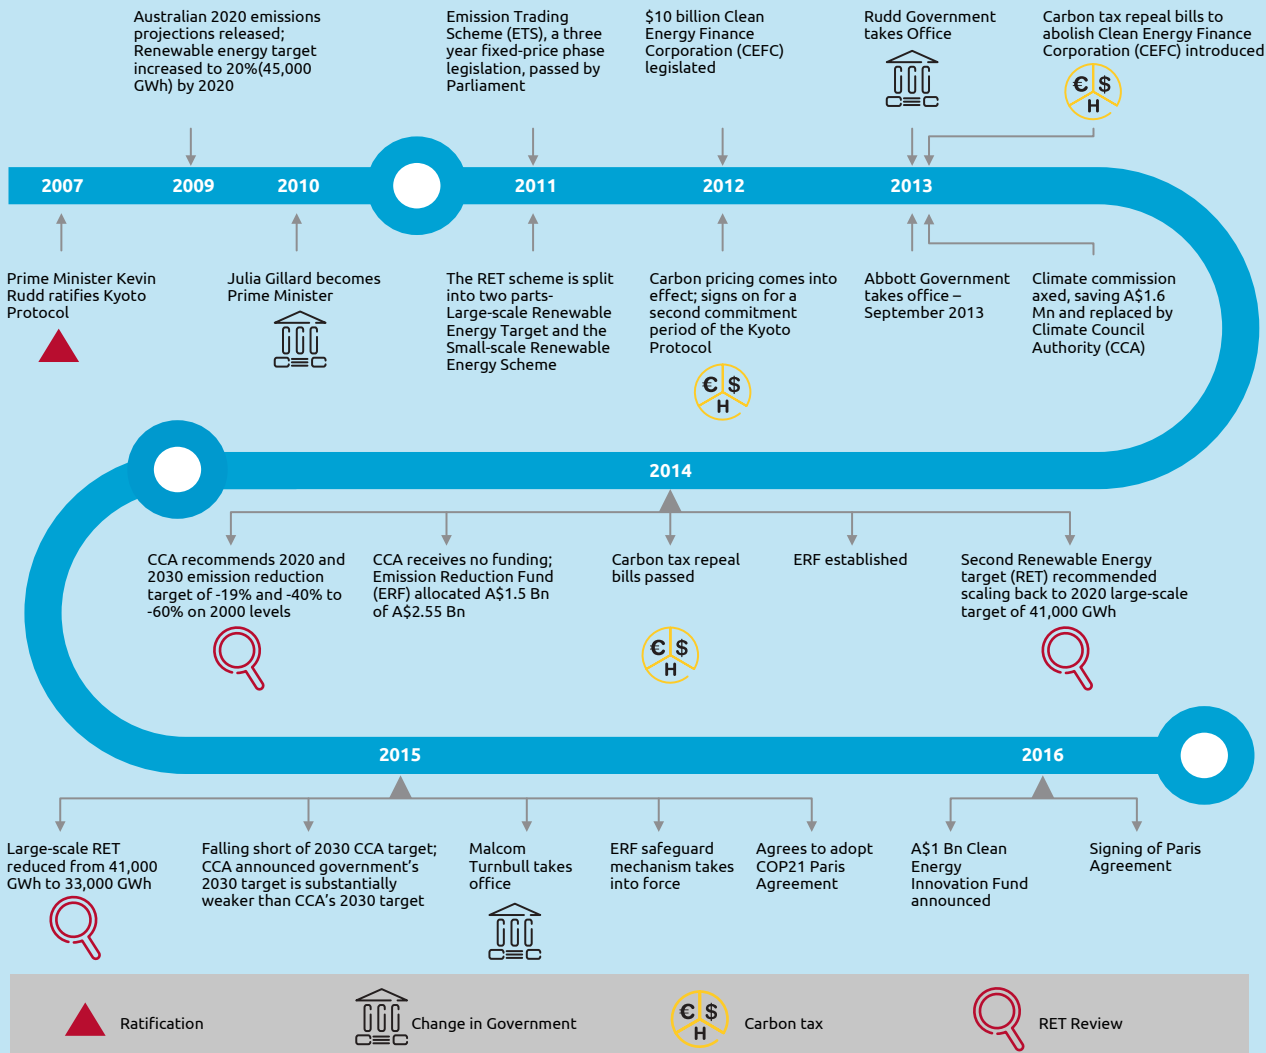 Australian 2020 emissions
projections released;
Renewable energy target
increased to 20%(45,000
GWh) by 2020
Emission Trading
Scheme (ETS), a three
year fixed-price phase
legislation, passed by
Parliament
$10 billion Clean
Energy Finance
Corporation (CEFC)
legislated
Rudd Government
takes Office
Carbon tax repeal bills to
abolish Clean Energy Finance
Corporation (CEFC) introduced
€ $
H
2007
2009
2010
2011
2012
2013
Prime Minister Kevin
Rudd ratifies Kyoto
Protocol
Julia Gillard becomes
Prime Minister
The RET scheme is split
into two parts-
Large-scale Renewable
Energy Target and the
Small-scale Renewable
Energy Scheme
Carbon pricing comes into
effect; signs on for a
second commitment
period of the Kyoto
Protocol
€ $
H
Abbott Government
takes office –
September 2013
Climate commission
axed, saving A$1.6
Mn and replaced by
Climate Council
Authority (CCA)
2014
CCA recommends 2020 and
2030 emission reduction
target of -19% and -40% to
-60% on 2000 levels
CCA receives no funding;
Emission Reduction Fund
(ERF) allocated A$1.5 Bn
of A$2.55 Bn
Carbon tax repeal
bills passed
€ $
H
ERF established
Second Renewable Energy
target (RET) recommended
scaling back to 2020 large-scale
target of 41,000 GWh
2015
2016
Large-scale RET
reduced from 41,000
GWh to 33,000 GWh
Falling short of 2030 CCA target;
CCA announced government's
2030 target is substantially
weaker than CCA's 2030 target
Malcom
Turnbull takes
office
ERF safeguard
mechanism takes
into force
Agrees to adopt
COP21 Paris
Agreement
A$1 Bn Clean
Energy
Innovation Fund
announced
Signing of Paris
Agreement
Ratification
Change in Government
€ $
H
Carbon tax
RET Review